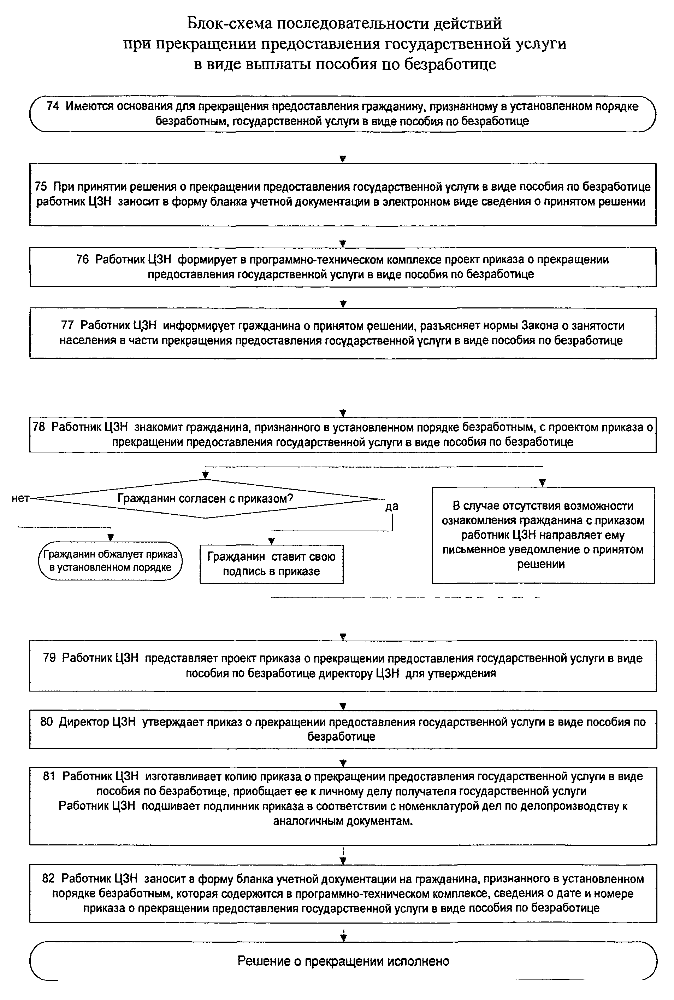 Блок-схема последовательности действий
при прекращении предоставления государственной услуги
в виде выплаты пособия по безработице
74 Имеются основания для прекращения предоставления гражданину, признанному в установленном порядке
безработным, государственной услуги в виде пособия по безработице
75 При принятии решения о прекращении предоставления государственной услуги в виде пособия по безработице
работник ЦЗН заносит в форму бланка учетной документации в электронном виде сведения о принятом решении
76 Работник ЦЗН формирует в программно-техническом комплексе проект приказа о прекращении
предоставления государственной услуги в виде пособия по безработице
77 Работник ЦЗН информирует гражданина о принятом решении, разъясняет нормы Закона о занятости
населения в части прекращения предоставления государственной услуги в виде пособия по безработице
78 Работник ЦЗН знакомит гражданина, признанного в установленном порядке безработным, с проектом приказа о
прекращении предоставления государственной услуги в виде пособия по безработице
нет
Гражданин согласен с приказом?
да
Гражданин обжалует приказ
в установленном порядке
Гражданин ставит свою
подпись в приказе
В случае отсутствия возможности
ознакомления гражданина с приказом
работник ЦЗН направляет ему
письменное уведомление о принятом
решении
79 Работник ЦЗН представляет проект приказа о прекращении предоставления государственной услуги в виде
пособия по безработице директору ЦЗН для утверждения
80 Директор ЦЗН утверждает приказ о прекращении предоставления государственной услуги в виде пособия по
безработице
81 Работник ЦЗН изготавливает копию приказа о прекращении предоставления государственной услуги в виде
пособия по безработице, приобщает ее к личному делу получателя государственной услуги
Работник ЦЗН подшивает подлинник приказа в соответствии с номенклатурой дел по делопроизводству к
аналогичным документам.
82 Работник ЦЗН заносит в форму бланка учетной документации на гражданина, признанного в установленном
порядке безработным, которая содержится в программно-техническом комплексе, сведения о дате и номере
приказа о прекращении предоставления государственной услуги в виде пособия по безработице
Решение о прекращении исполнено